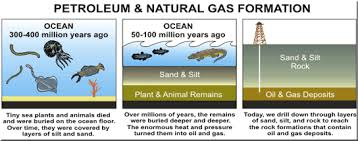 PETROLEUM & NATURAL GAS FORMATION
OCEAN
300-400 million years ago
Tiny sea plants and animals died
and were buried on the ocean floor.
Over time, they were covered by
layers of silt and sand.
OCEAN
50-100 million years ago
Sand & Silt
Plant & Animal Remains
Over millions of years, the remains
were buried deeper and deeper.
The enormous heat and pressure
turned them into oil and gas.
Sand & Silt
Rock
Oil & Gas Deposits
Today, we drill down through layers
of sand, silt, and rock to reach
the rock formations that contain
oil and gas deposits.